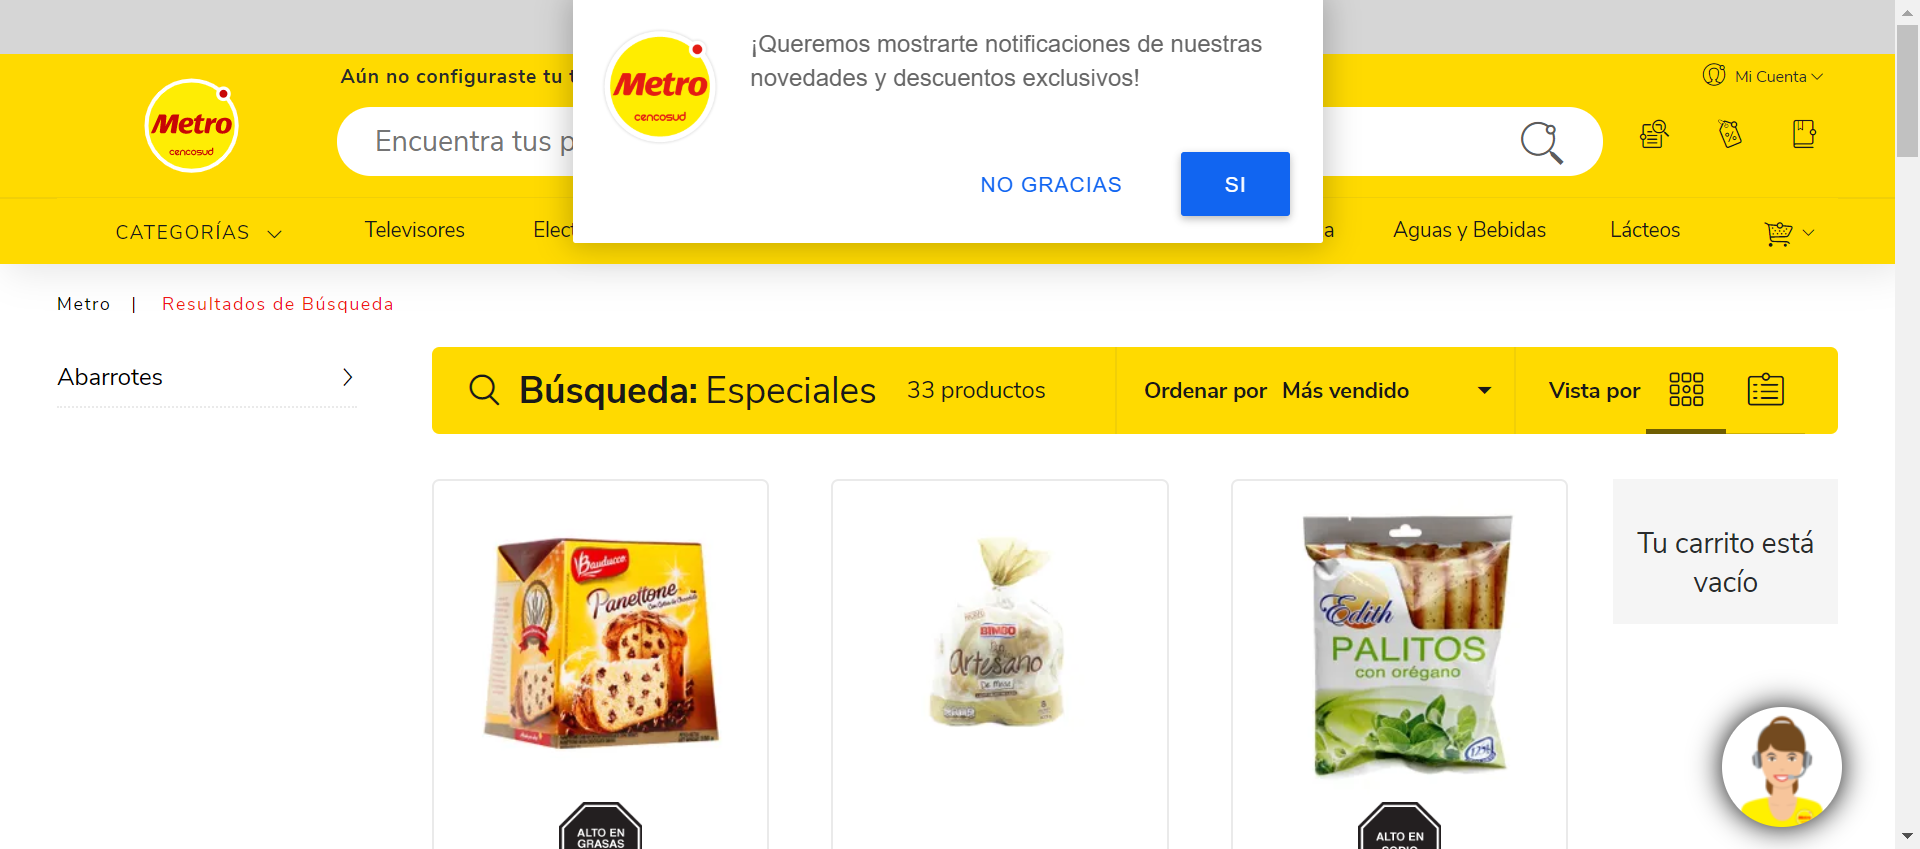 ¡Queremos mostrarte notificaciones de nuestras
novedades y descuentos exclusivos!
NO GRACIAS
SI
Metro
cencosud
Metro
cencosud
Aún no configuraste tu t
Mi Cuenta
Encuentra tus p
CATEGORÍAS
Televisores
Elect
a
Aguas y Bebidas
Lácteos
Metro | Resultados de Búsqueda
Abarrotes
Búsqueda: Especiales
33 productos
Ordenar por Más vendido
Vista por
Bauducco
Panettone
BIMBO
Artesano
Edith
PALITOS
con orégano
Tu carrito está
vacío
ALTO EN
GRASAS
ALTO EN